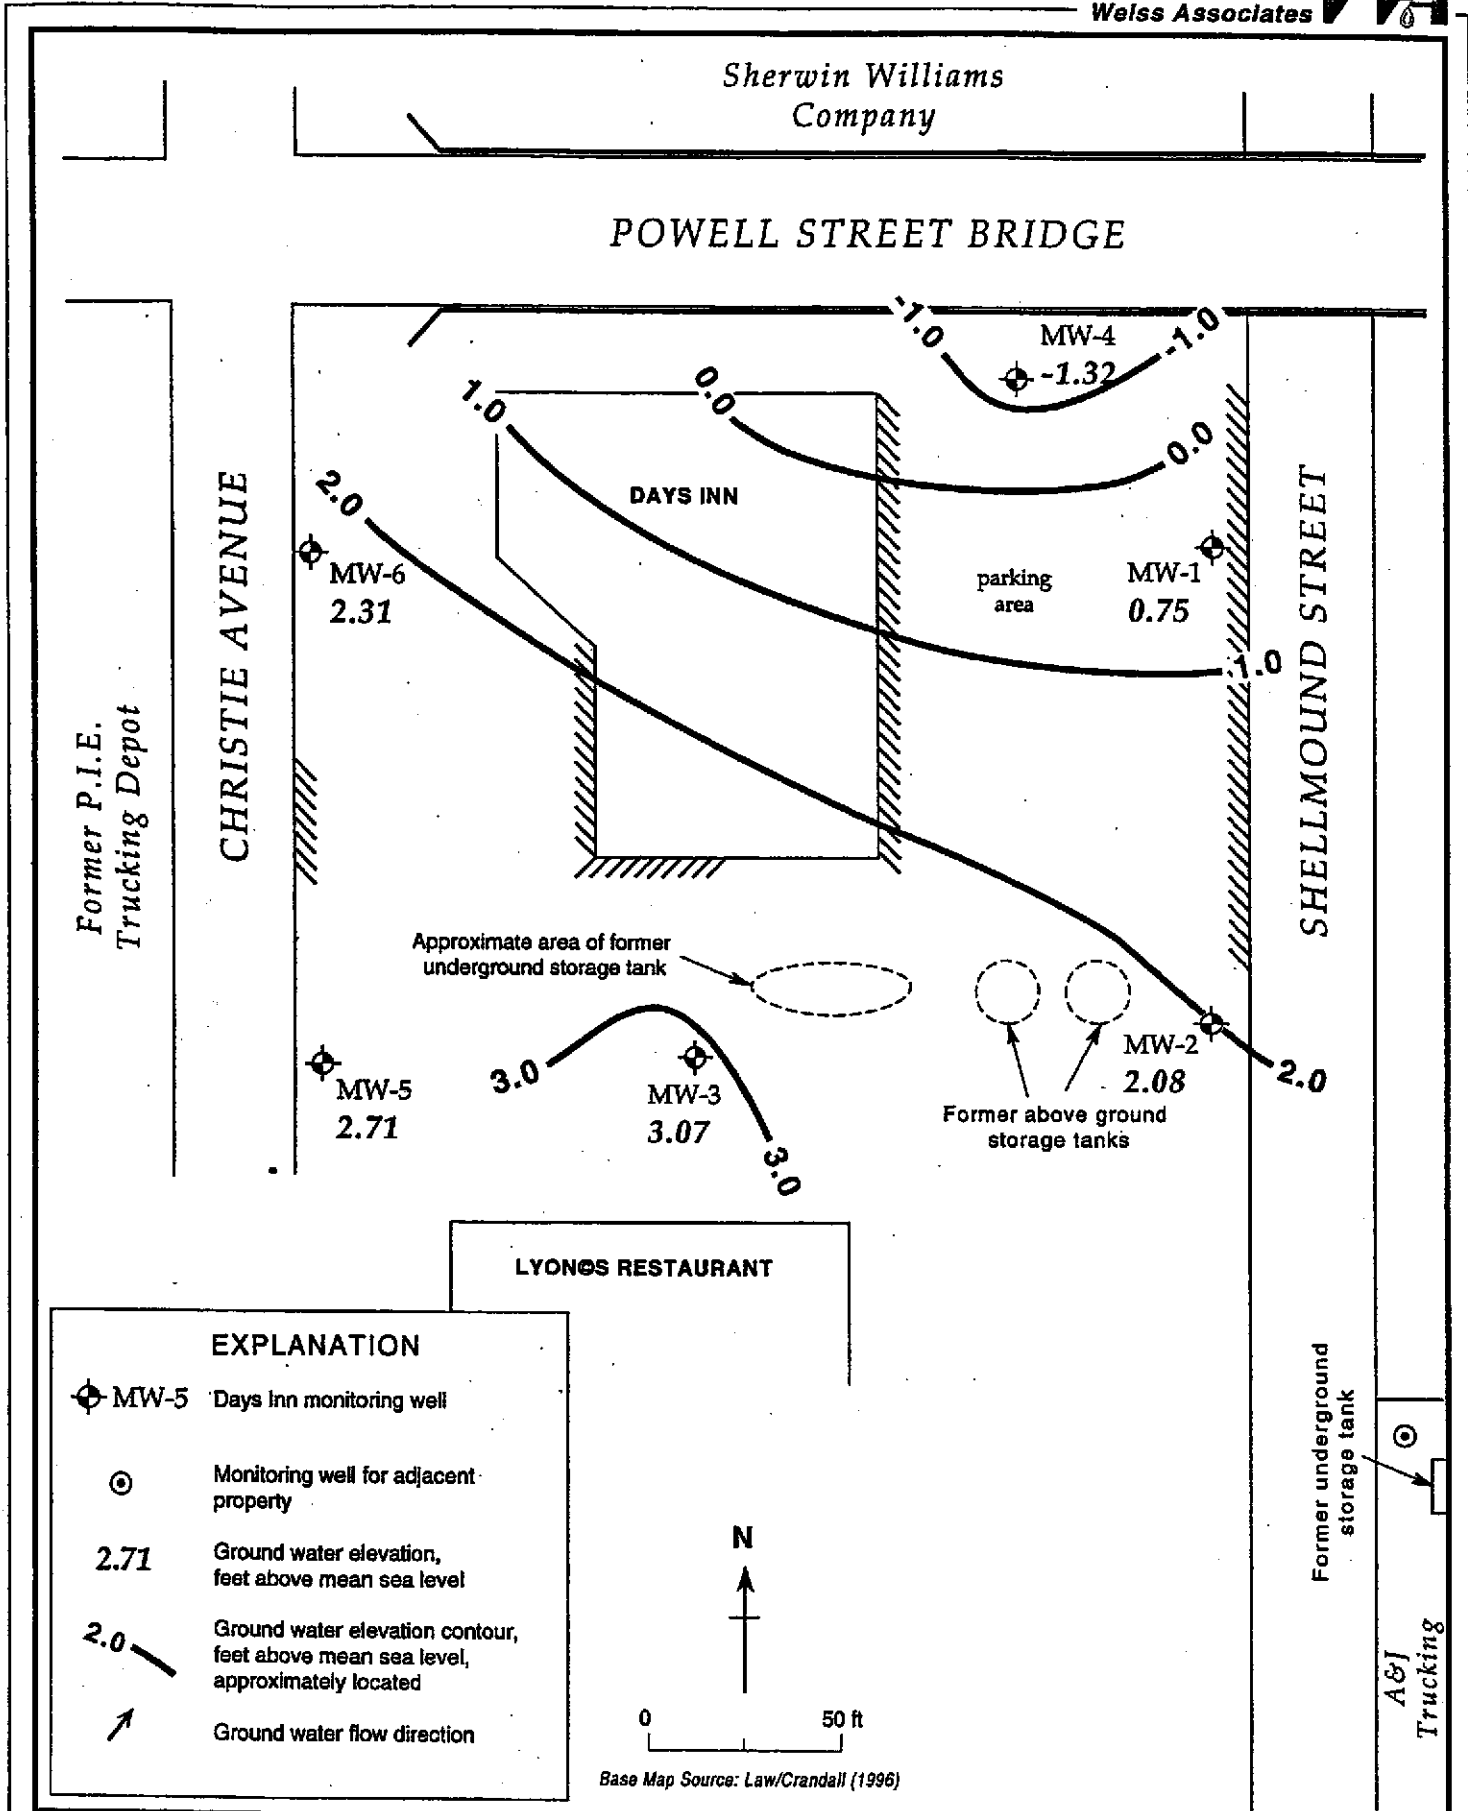 Weiss Associates
Sherwin Williams
Company
POWELL STREET BRIDGE
-1.0
-1.0
MW-4
-1.32
0.0
0.0
1.0
1.0
2.0
DAYS INN
MW-6
2.31
parking
area
MW-1
0.75
CHRISTIE AVENUE
SHELLMOUND STREET
Former P.I.E.
Trucking Depot
Approximate area of former
underground storage tank
3.0
MW-5
2.71
MW-3
3.07
3.0
MW-2
2.08
2.0
Former above ground
storage tanks
LYON©S RESTAURANT
EXPLANATION
MW-5 Days Inn monitoring well
Monitoring well for adjacent
property
2.71 Ground water elevation,
feet above mean sea level
2.0 Ground water elevation contour,
feet above mean sea level,
approximately located
Ground water flow direction
N
0 50 ft
Base Map Source: Law/Crandall (1996)
Former underground
storage tank
A&J
Trucking